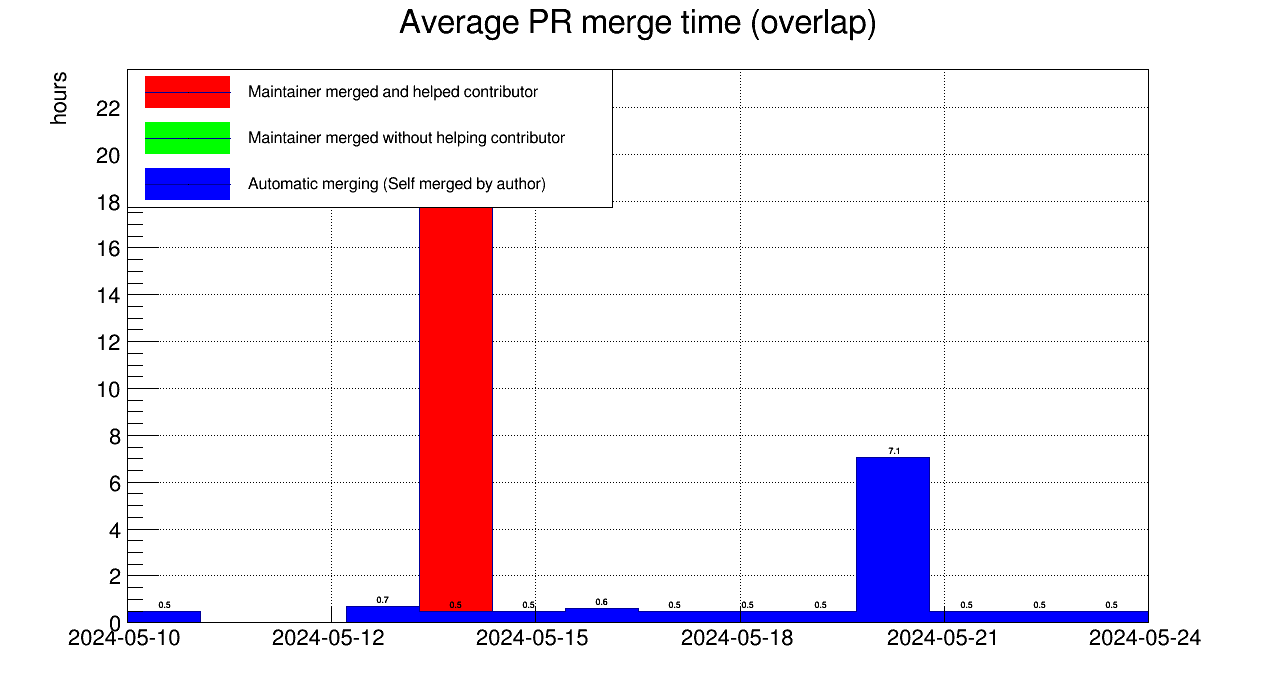 Average PR merge time (overlap)
hours
Maintainer merged and helped contributor
Maintainer merged without helping contributor
Automatic merging (Self merged by author)
22
20
18
16
14
12
10
8
6
4
2
0
0.5 0.7 0.5 0.5 0.6 0.5 0.5 0.5 7.1 0.5 0.5 0.5
2024-05-10 2024-05-12 2024-05-15 2024-05-18 2024-05-21 2024-05-24